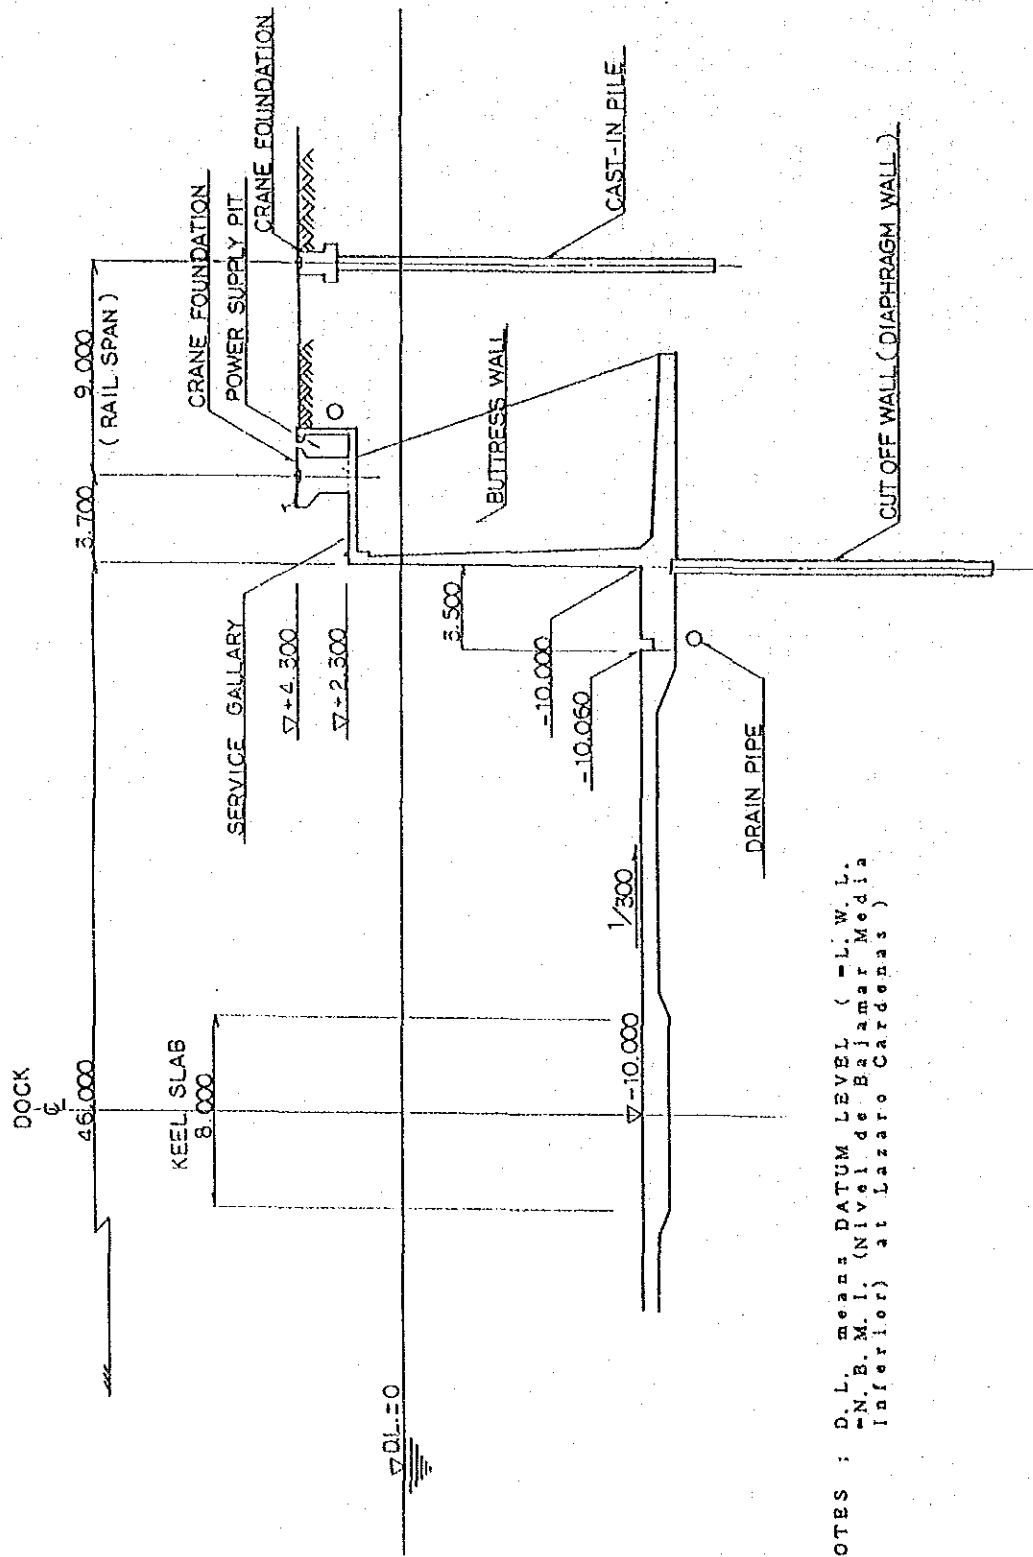 DOCK
℄
46.000
3.700
9.000
( RAIL SPAN )
KEEL SLAB
8.000
CRANE FOUNDATION
POWER SUPPLY PIT
CRANE FOUNDATION
SERVICE GALLARY
▽+4.300
▽+2.300
▽D.L.=0
3.500
BUTTRESS WALL
CAST-IN PILE
-10.000
-10.060
▽-10.000
1/300
DRAIN PIPE
CUT OFF WALL ( DIAPHRAGM WALL )
OTES ; D. L. means DATUM LEVEL ( =L. W. L.
=N. B. M. I. (Nivel de Bajamar Media
Inferior) at Lazaro Cardenas )